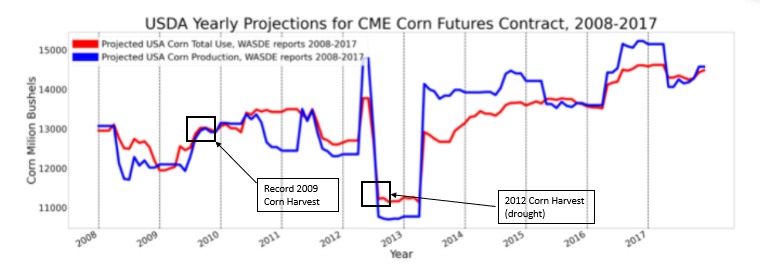 USDA Yearly Projections for CME Corn Futures Contract, 2008-2017
Projected USA Corn Total Use, WASDE reports 2008-2017
Projected USA Corn Production, WASDE reports 2008-2017
Corn Milion Bushels
15000
14000
13000
12000
11000
Record 2009
Corn Harvest
2012 Corn Harvest
(drought)
2008
2009
2010
2011
2012
2013
2014
2015
2016
2017
Year